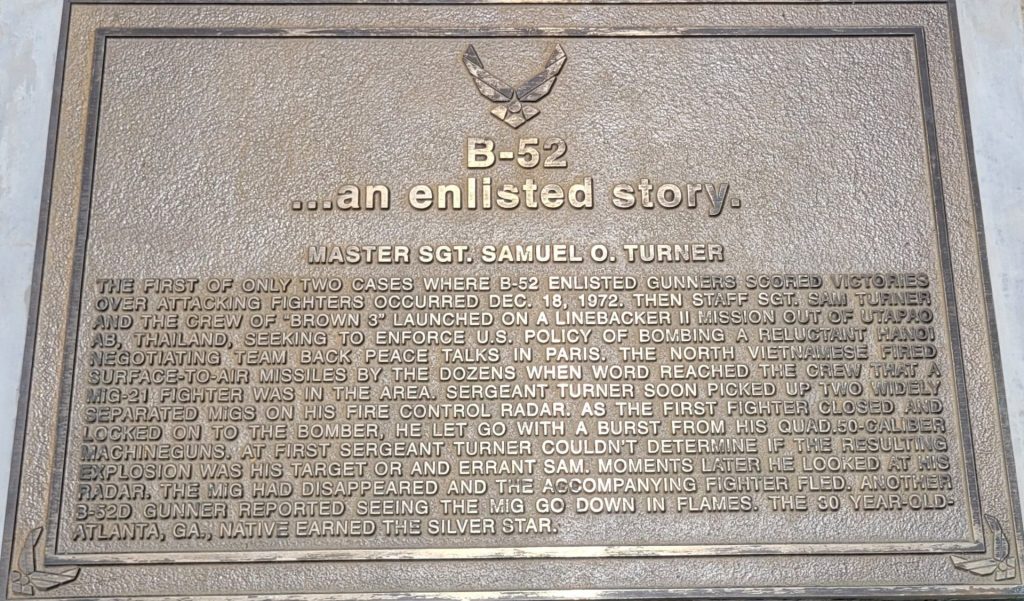 B-52
...an enlisted story.
MASTER SGT. SAMUEL O. TURNER
THE FIRST OF ONLY TWO CASES WHERE B-52 ENLISTED GUNNERS SCORED VICTORIES
OVER ATTACKING FIGHTERS OCCURRED DEC. 18, 1972. THEN STAFF SGT. SAM TURNER
AND THE CREW OF "BROWN 3" LAUNCHED ON A LINEBACKER II MISSION OUT OF UTAPAO
AB, THAILAND, SEEKING TO ENFORCE U.S. POLICY OF BOMBING A RELUCTANT HANOI
NEGOTIATING TEAM BACK PEACE TALKS IN PARIS. THE NORTH VIETNAMESE FIRED
SURFACE-TO-AIR MISSILES BY THE DOZENS WHEN WORD REACHED THE CREW THAT A
MIG-21 FIGHTER WAS IN THE AREA. SERGEANT TURNER SOON PICKED UP TWO WIDELY
SEPARATED MIGS ON HIS FIRE CONTROL RADAR. AS THE FIRST FIGHTER CLOSED AND
LOCKED ON TO THE BOMBER, HE LET GO WITH A BURST FROM HIS QUAD.50-CALIBER
MACHINEGUNS. AT FIRST SERGEANT TURNER COULDN'T DETERMINE IF THE RESULTING
EXPLOSION WAS HIS TARGET OR AND ERRANT SAM. MOMENTS LATER HE LOOKED AT HIS
RADAR. THE MIG HAD DISAPPEARED AND THE ACCOMPANYING FIGHTER FLED. ANOTHER
B-52D GUNNER REPORTED SEEING THE MIG GO DOWN IN FLAMES. THE 30 YEAR-OLD-
ATLANTA, GA., NATIVE EARNED THE SILVER STAR.